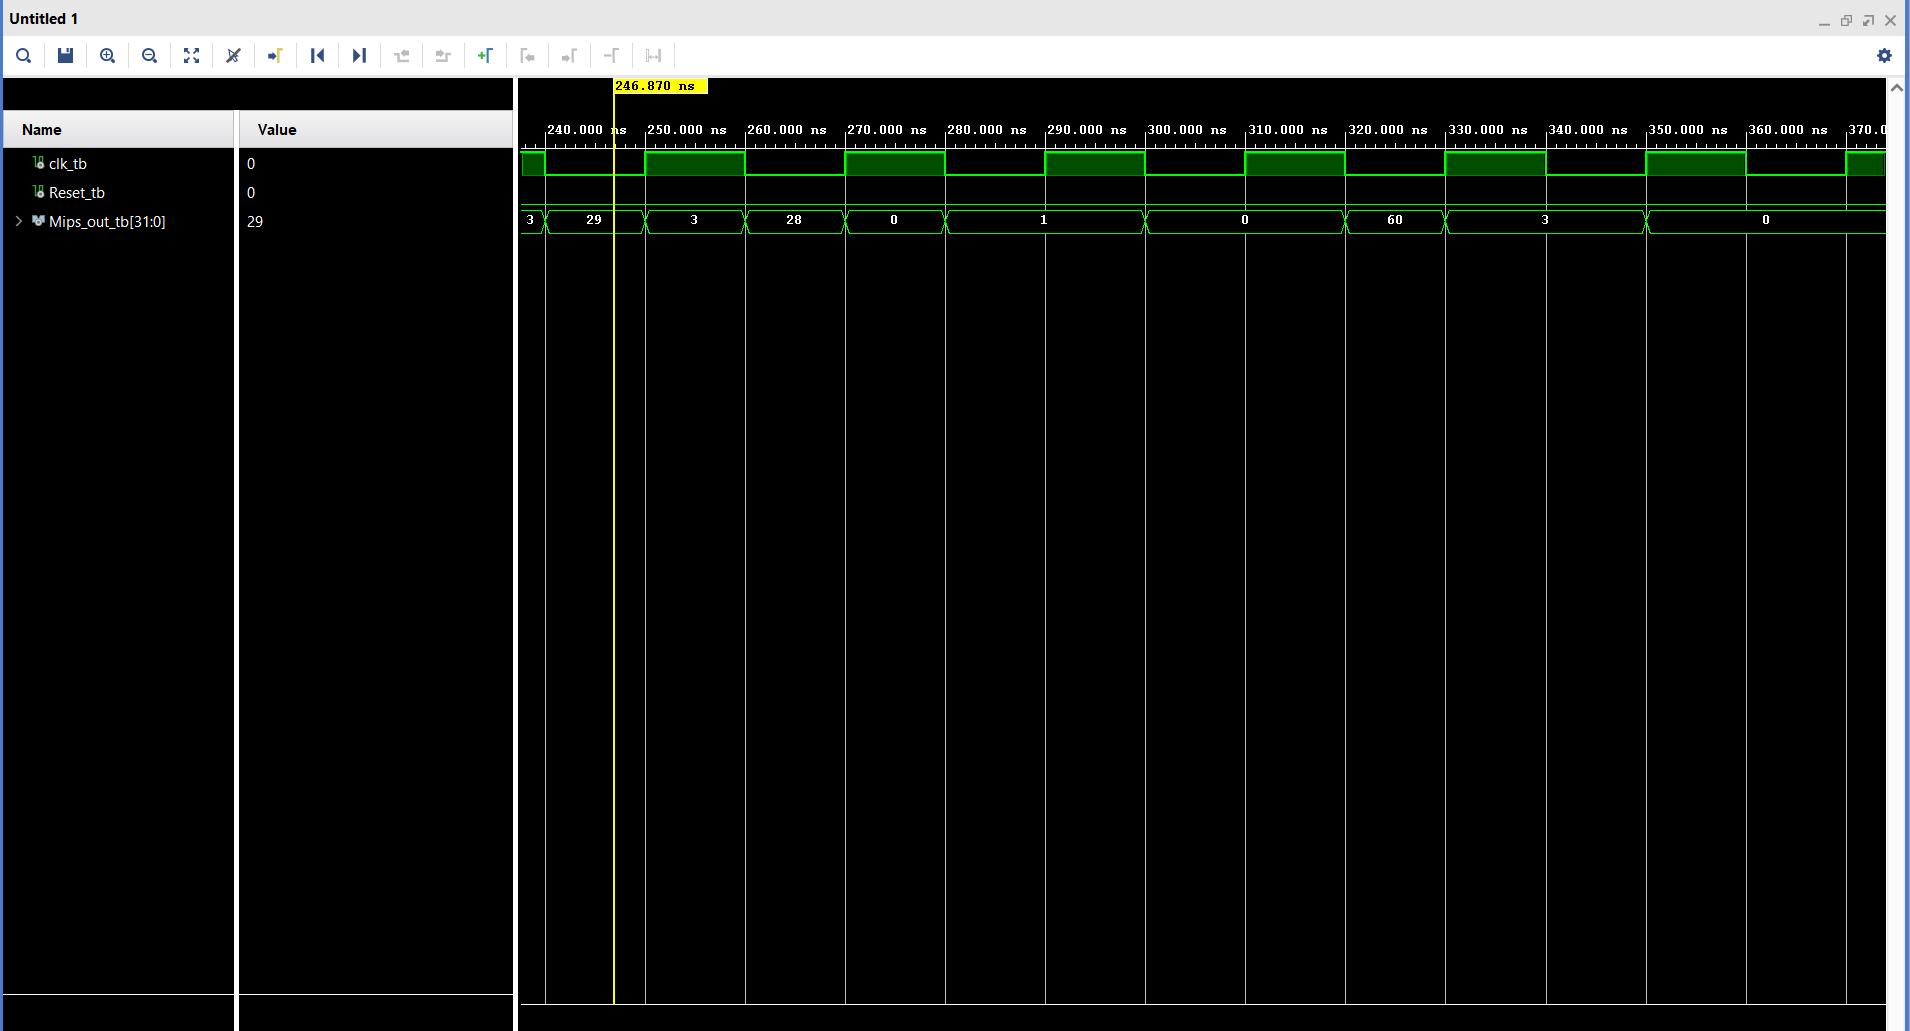 Untitled 1
246.870 ns
Name Value
240.000 ns 250.000 ns 260.000 ns 270.000 ns 280.000 ns 290.000 ns 300.000 ns 310.000 ns 320.000 ns 330.000 ns 340.000 ns 350.000 ns 360.000 ns 370.0
clk_tb 0
Reset_tb 0
Mips_out_tb[31:0] 29 3 29 3 28 0 1 0 60 3 0